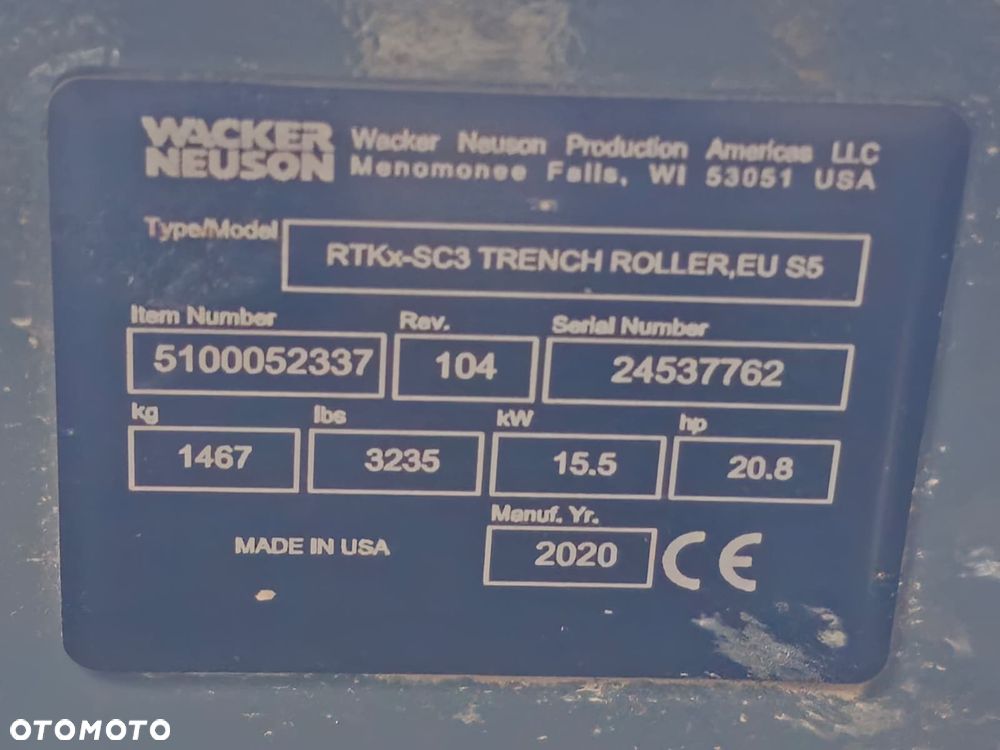 WACKER
NEUSON
Wacker Neuson Production Americas LLC
Menomonee Falls, WI 53051 USA
Type/Model
RTKx-SC3 TRENCH ROLLER,EU S5
Item Number Rev. Serial Number
5100052337 104 24537762
kg lbs kW hp
1467 3235 15.5 20.8
Manuf. Yr.
MADE IN USA 2020 CE
OTOMOTO